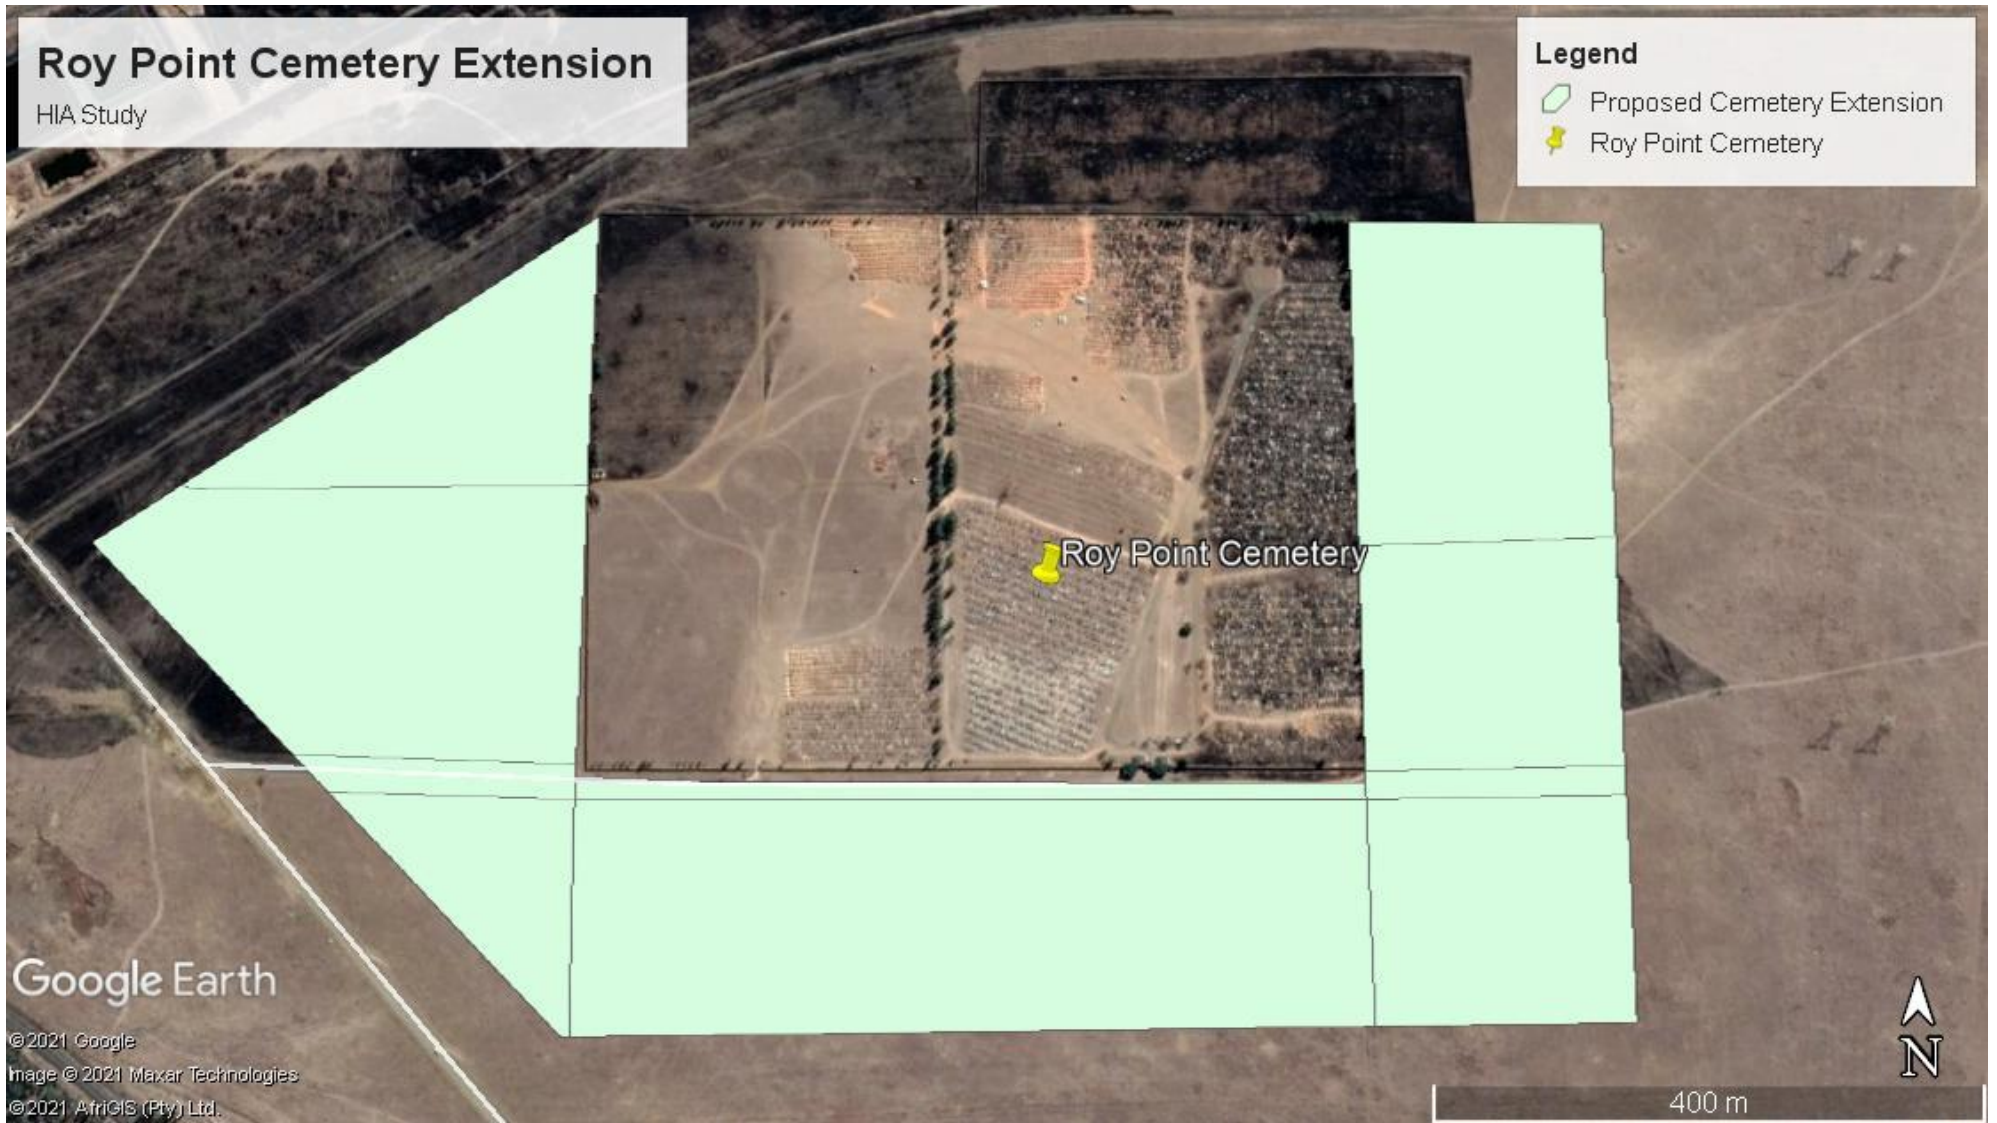 Roy Point Cemetery Extension
HIA Study
Legend
Proposed Cemetery Extension
Roy Point Cemetery
Roy Point Cemetery
Google Earth
© 2021 Google
Image © 2021 Maxar Technologies
© 2021 AfriGIS (Pty) Ltd.
N
400 m